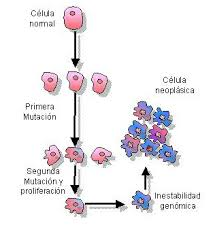 Célula
normal
Célula
neoplásica
Primera
Mutación
Segunda
Mutación y
proliferación
Inestabilidad
genómica